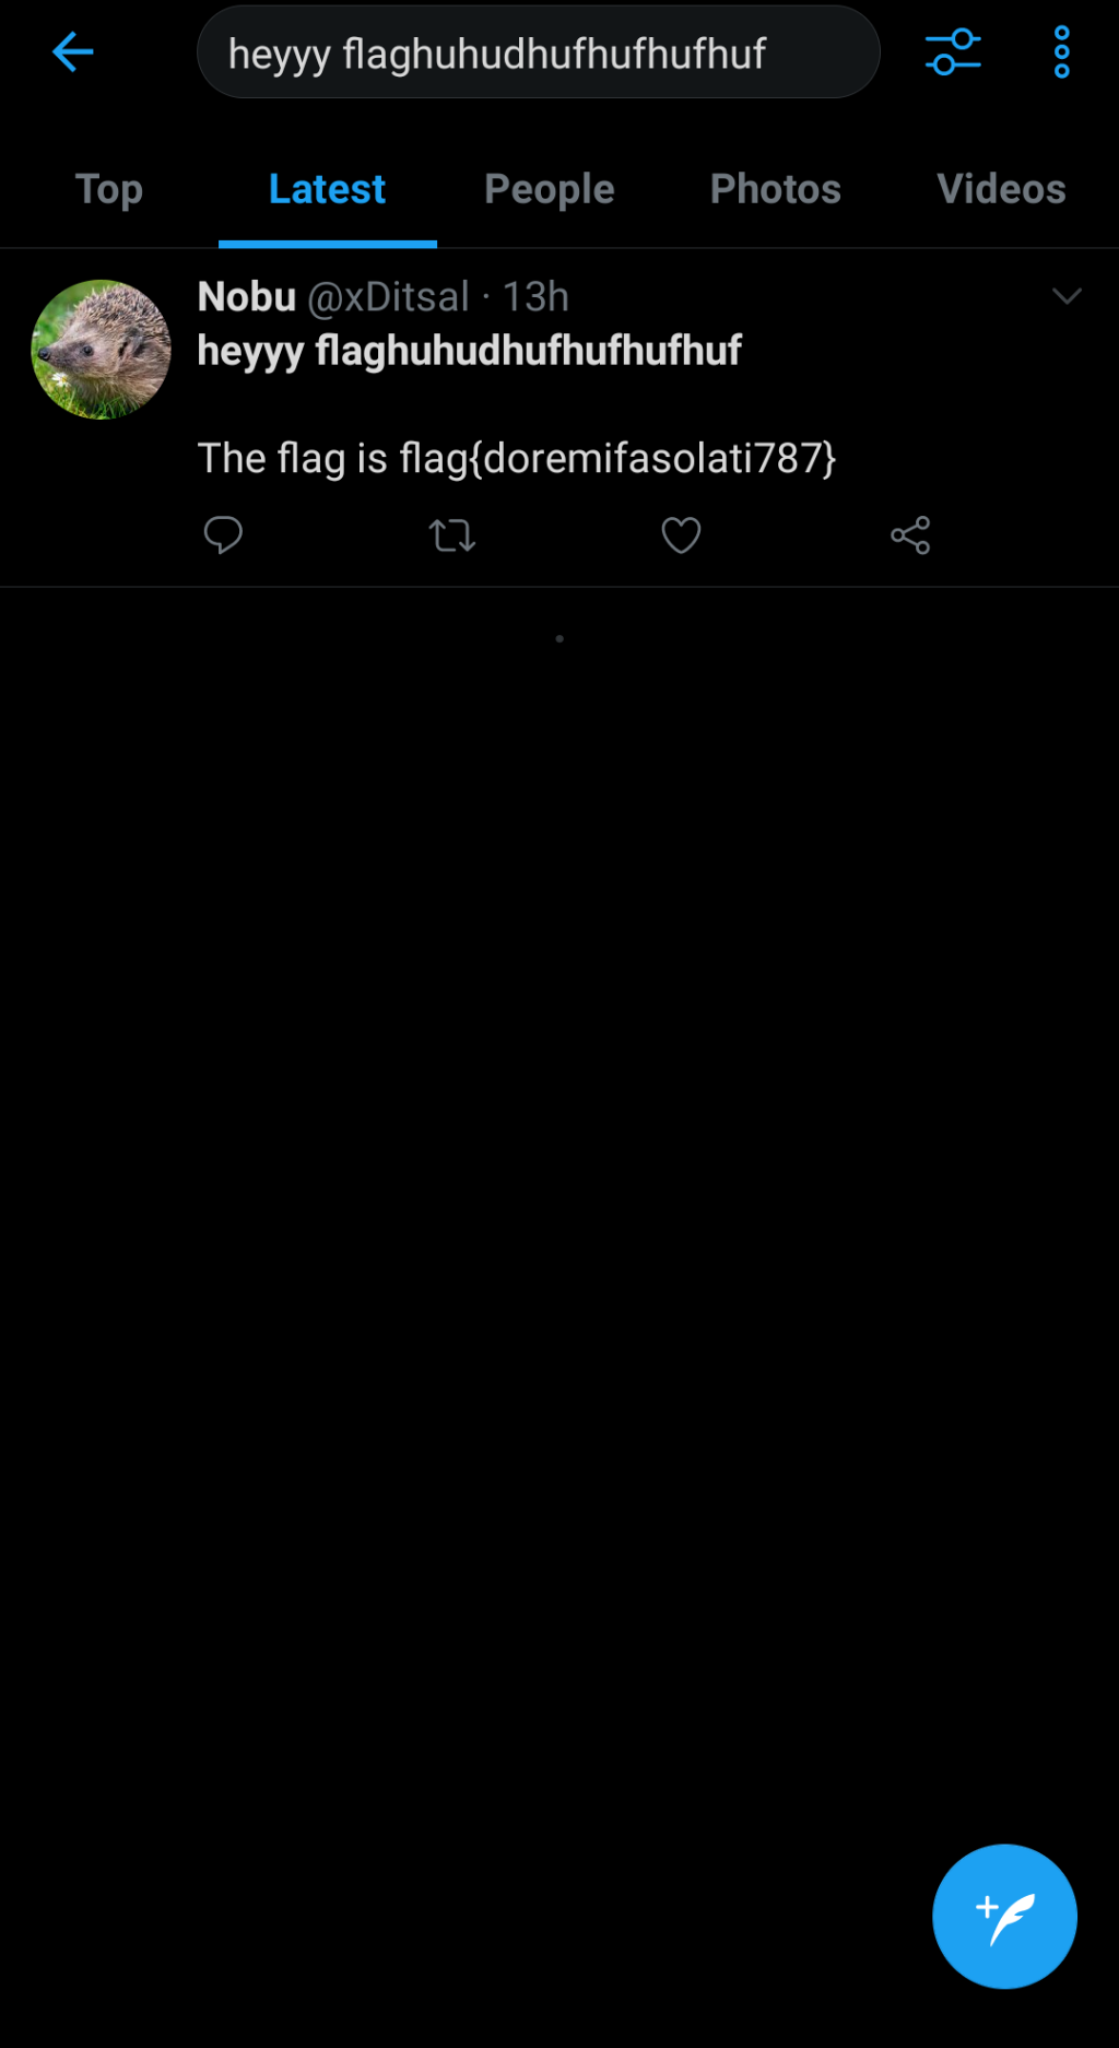 heyyy flaghuhudhufhufhufhuf
Top Latest People Photos Videos
Nobu @xDitsal · 13h
heyyy flaghuhudhufhufhufhuf
The flag is flag{doremifasolati787}